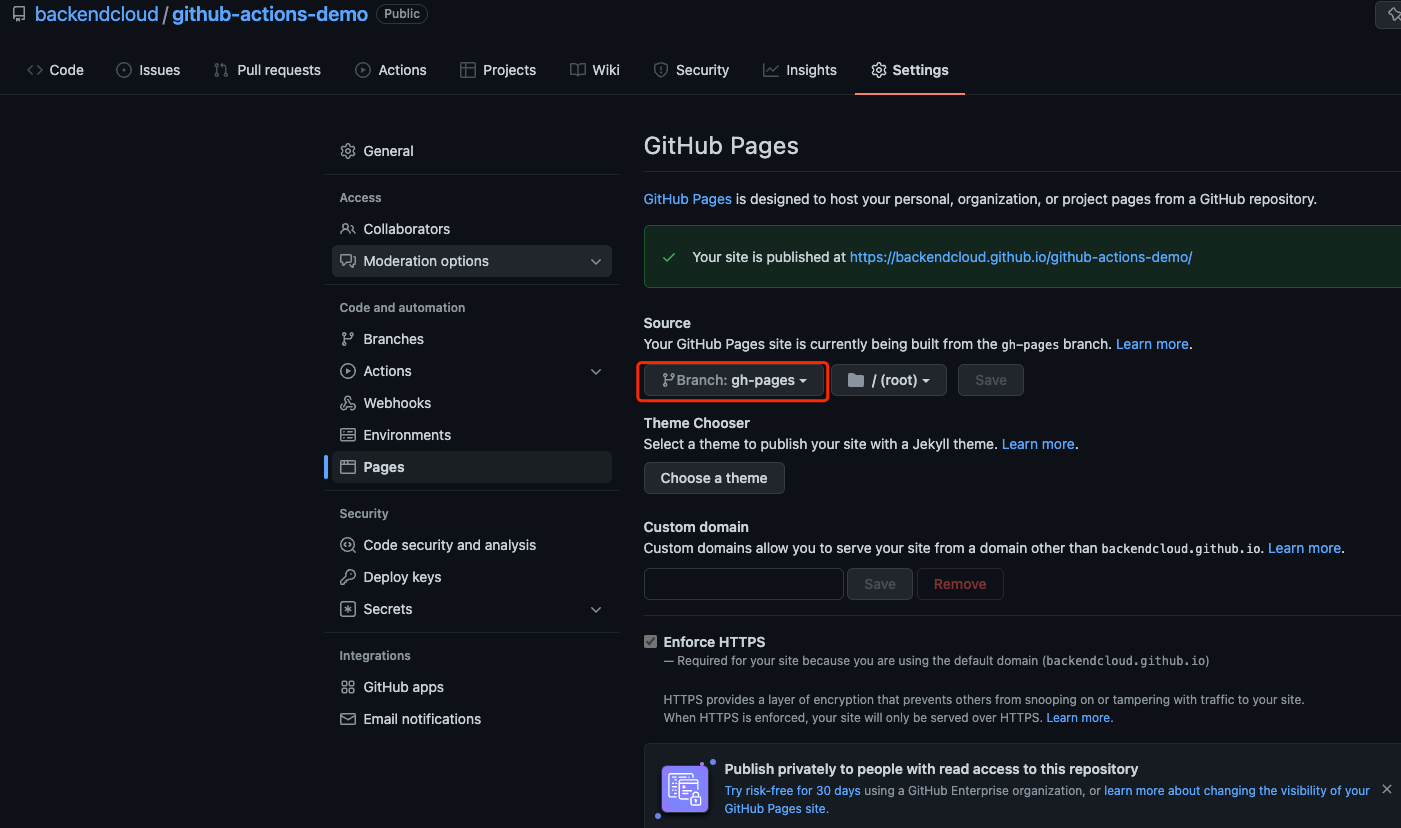 backendcloud / github-actions-demo Public
Code Issues Pull requests Actions Projects Wiki Security Insights Settings
General
Access
Collaborators
Moderation options
Code and automation
Branches
Actions
Webhooks
Environments
Pages
Security
Code security and analysis
Deploy keys
Secrets
Integrations
GitHub apps
Email notifications
GitHub Pages
GitHub Pages is designed to host your personal, organization, or project pages from a GitHub repository.
Your site is published at https://backendcloud.github.io/github-actions-demo/
Source
Your GitHub Pages site is currently being built from the gh-pages branch. Learn more.
Branch: gh-pages / (root) Save
Theme Chooser
Select a theme to publish your site with a Jekyll theme. Learn more.
Choose a theme
Custom domain
Custom domains allow you to serve your site from a domain other than backendcloud.github.io. Learn more.
Save Remove
Enforce HTTPS
— Required for your site because you are using the default domain (backendcloud.github.io)
HTTPS provides a layer of encryption that prevents others from snooping on or tampering with traffic to your site.
When HTTPS is enforced, your site will only be served over HTTPS. Learn more.
Publish privately to people with read access to this repository
Try risk-free for 30 days using a GitHub Enterprise organization, or learn more about changing the visibility of your
GitHub Pages site.